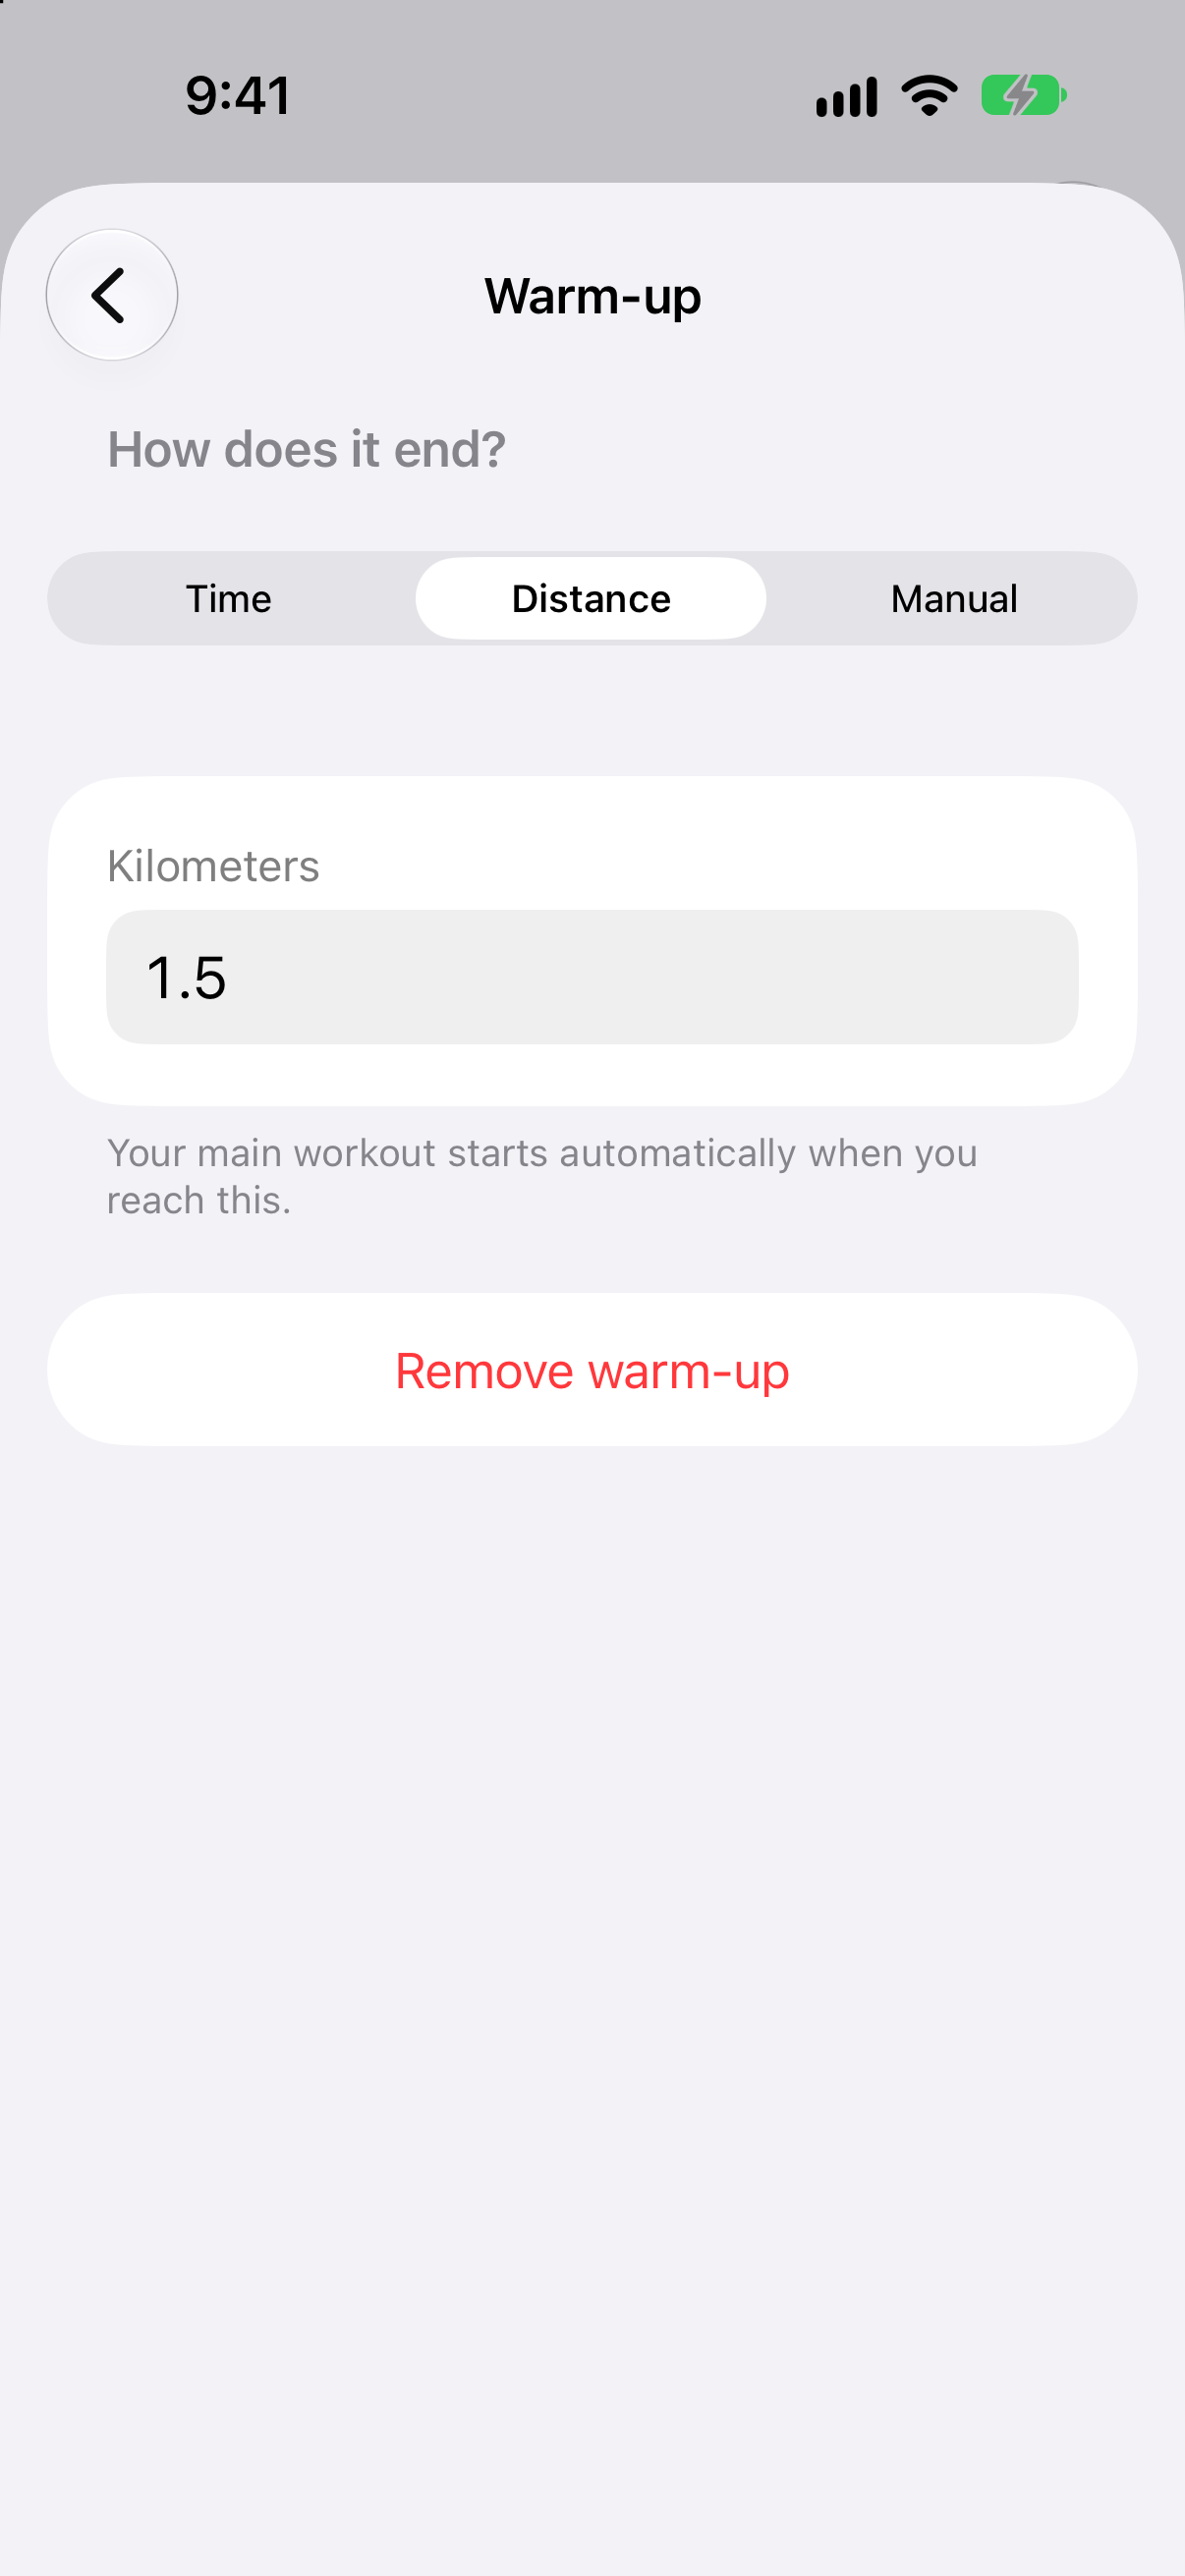 9:41
Warm-up
How does it end?
Time Distance Manual
Kilometers
1.5
Your main workout starts automatically when you
reach this.
Remove warm-up